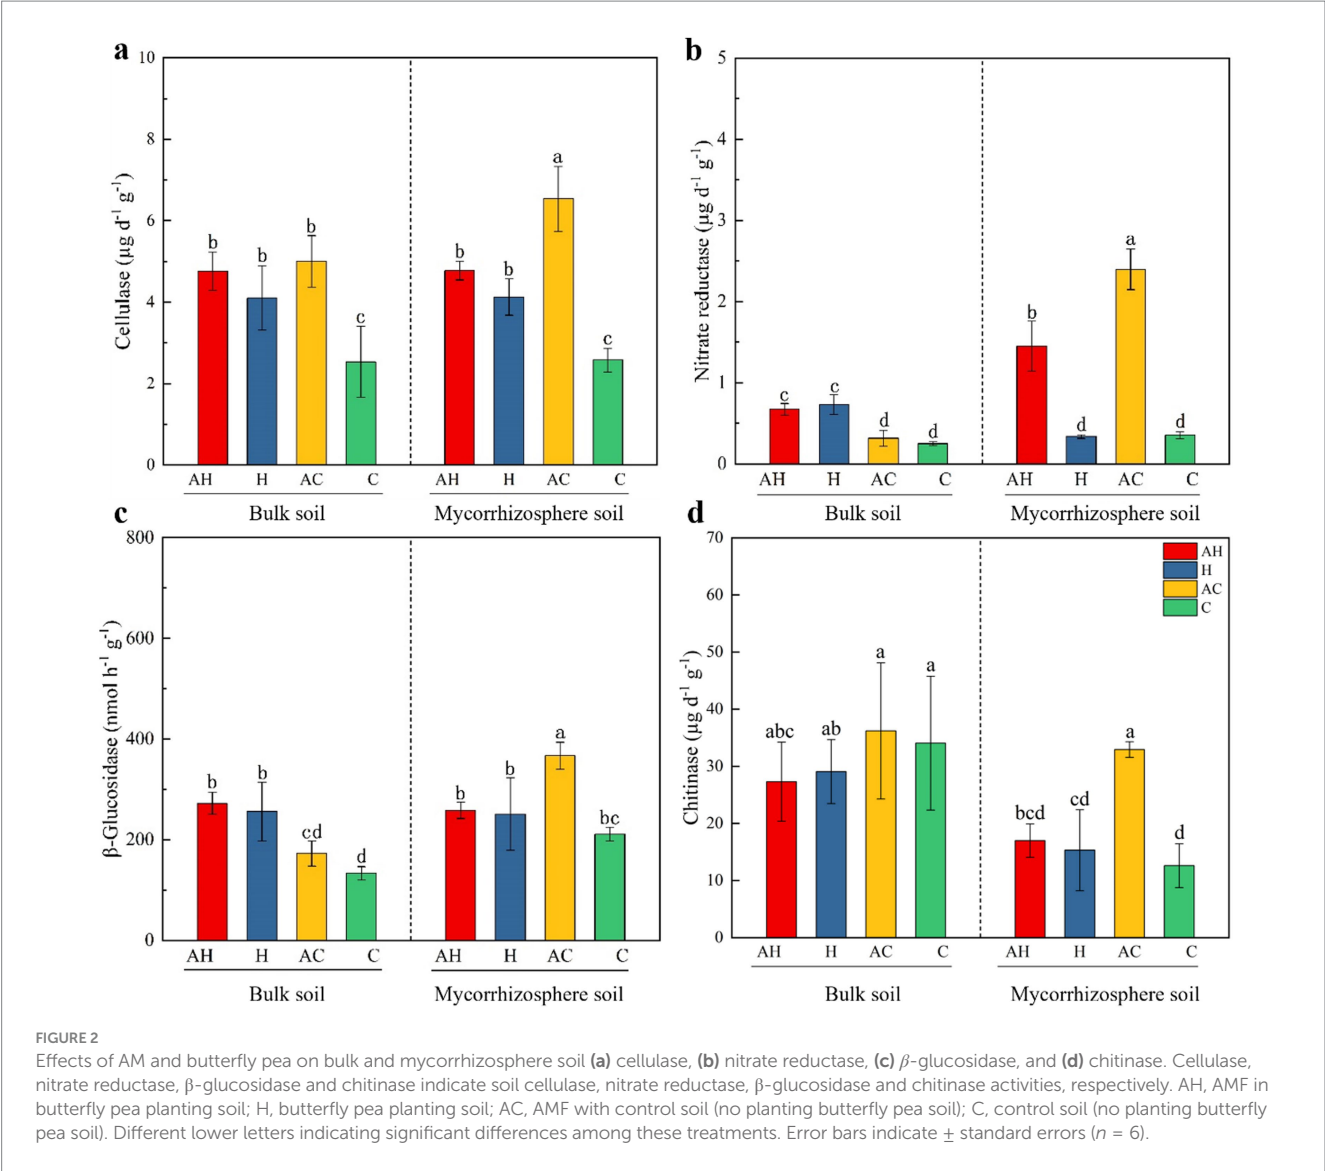 a
10
8
6
4
2
0
Cellulase (µg d⁻¹ g⁻¹)
b b b c b b a c
AH H AC C AH H AC C
Bulk soil Mycorrhizosphere soil
b
5
4
3
2
1
0
Nitrate reductase (µg d⁻¹ g⁻¹)
c c d d b d a d
AH H AC C AH H AC C
Bulk soil Mycorrhizosphere soil
c
800
600
400
200
0
β-Glucosidase (nmol h⁻¹ g⁻¹)
b b cd d b b a bc
AH H AC C AH H AC C
Bulk soil Mycorrhizosphere soil
d
70
60
50
40
30
20
10
0
Chitinase (µg d⁻¹ g⁻¹)
AH
H
AC
C
abc ab a a bcd cd a d
AH H AC C AH H AC C
Bulk soil Mycorrhizosphere soil
FIGURE 2
Effects of AM and butterfly pea on bulk and mycorrhizosphere soil (a) cellulase, (b) nitrate reductase, (c) β-glucosidase, and (d) chitinase. Cellulase,
nitrate reductase, β-glucosidase and chitinase indicate soil cellulase, nitrate reductase, β-glucosidase and chitinase activities, respectively. AH, AMF in
butterfly pea planting soil; H, butterfly pea planting soil; AC, AMF with control soil (no planting butterfly pea soil); C, control soil (no planting butterfly
pea soil). Different lower letters indicating significant differences among these treatments. Error bars indicate ± standard errors (n = 6).